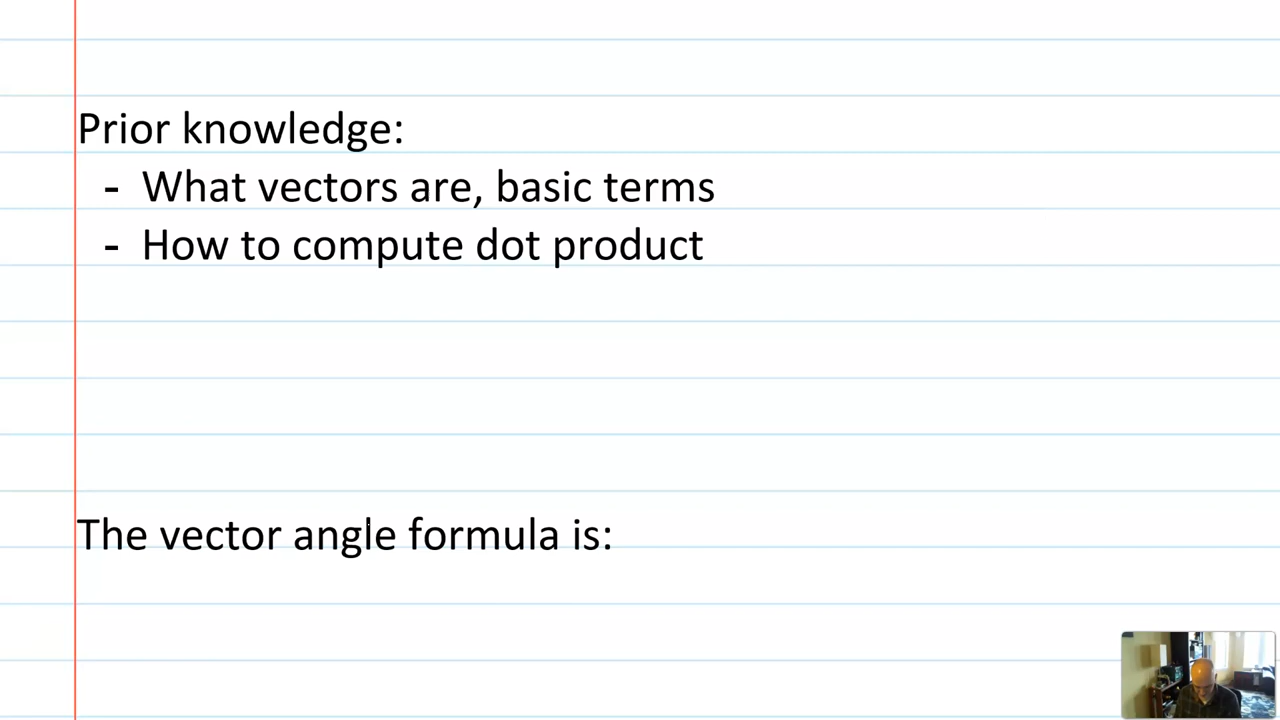 Prior knowledge:
- What vectors are, basic terms
- How to compute dot product
The vector angle formula is: